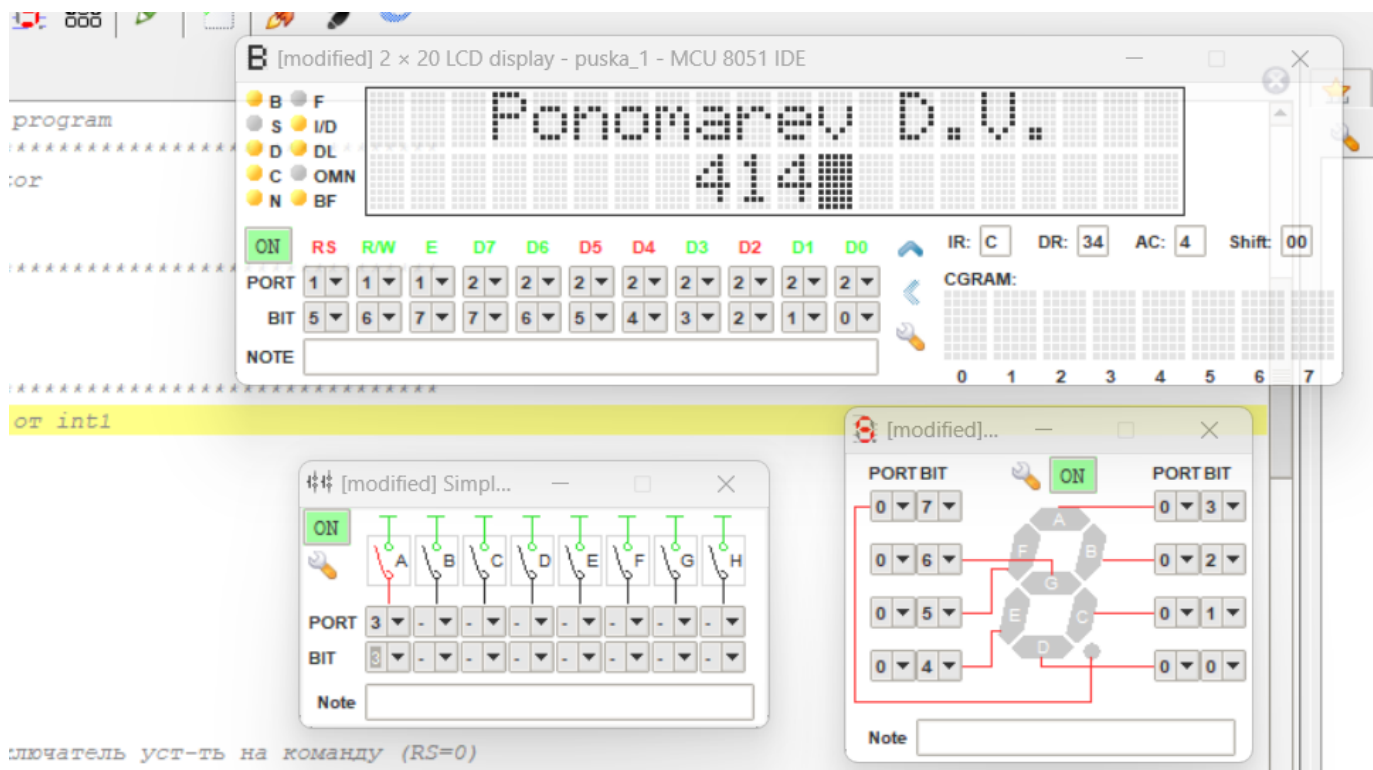 [modified] 2 × 20 LCD display - puska_1 - MCU 8051 IDE
B F
S I/D
D DL
C OMN
N BF
Ponomarev D.V.
414
program
*****************
ON RS R/W E D7 D6 D5 D4 D3 D2 D1 D0
PORT 1 1 1 2 2 2 2 2 2 2 2
BIT 5 6 7 7 6 5 4 3 2 1 0
NOTE
IR: C DR: 34 AC: 4 Shift: 00
CGRAM:
0 1 2 3 4 5 6 7
от int1
[modified] Simpl...
ON
A B C D E F G H
PORT 3 - - - - - - -
BIT 3 - - - - - - -
Note
[modified]...
PORT BIT ON PORT BIT
0 7 0 3
0 6 0 2
0 5 0 1
0 4 0 0
A
F B
G
E C
D
Note
ключатель уст-ть на команду (RS=0)